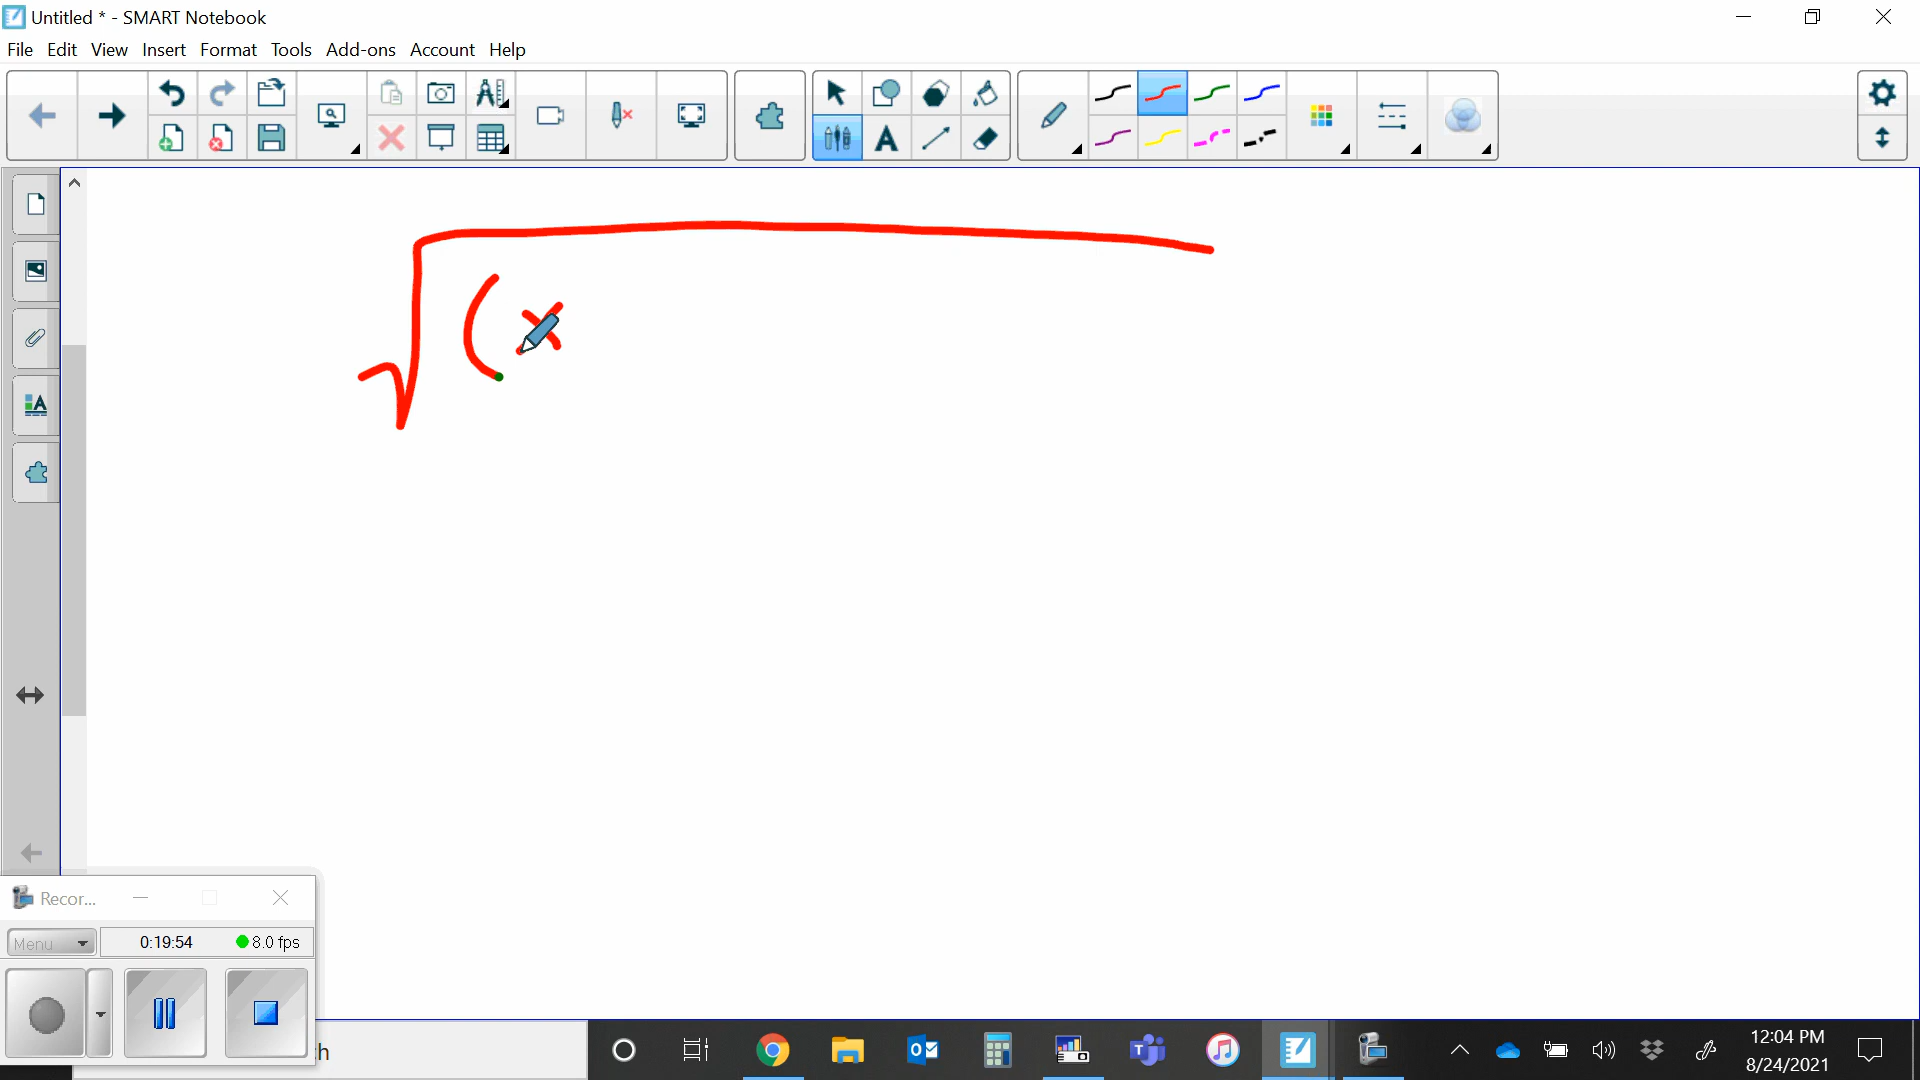 Untitled * - SMART Notebook
File Edit View Insert Format Tools Add-ons Account Help
√(x
Recor...
Menu 0:19:54 8.0 fps
ch
12:04 PM
8/24/2021